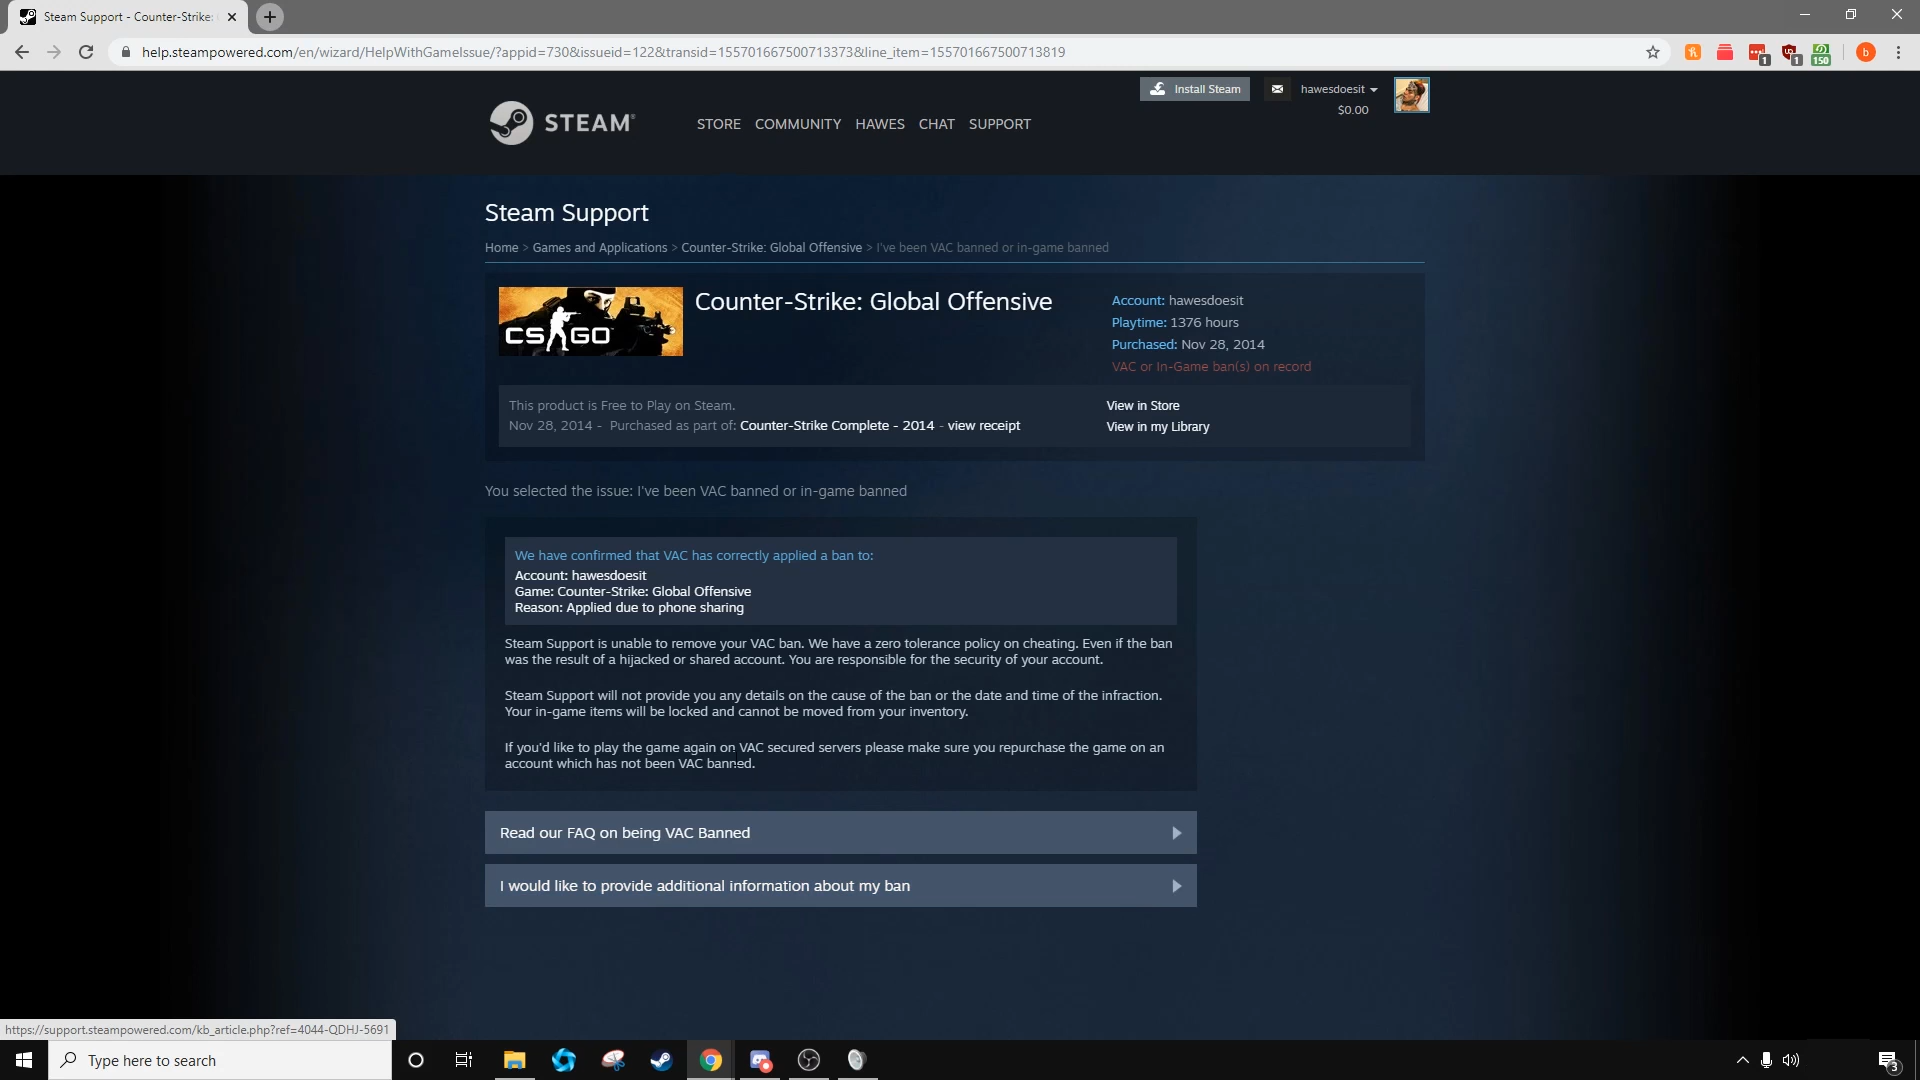 Steam Support - Counter-Strike:
help.steampowered.com/en/wizard/HelpWithGameIssue/?appid=730&issueid=122&transid=155701667500713373&line_item=155701667500713819
1
1
150
b
Install Steam
hawesdoesit
$0.00
STEAM®
STORE COMMUNITY HAWES CHAT SUPPORT
Steam Support
Home > Games and Applications > Counter-Strike: Global Offensive > I've been VAC banned or in-game banned
CS GO
Counter-Strike: Global Offensive
Account: hawesdoesit
Playtime: 1376 hours
Purchased: Nov 28, 2014
VAC or In-Game ban(s) on record
This product is Free to Play on Steam.
Nov 28, 2014 - Purchased as part of: Counter-Strike Complete - 2014 - view receipt
View in Store
View in my Library
You selected the issue: I've been VAC banned or in-game banned
We have confirmed that VAC has correctly applied a ban to:
Account: hawesdoesit
Game: Counter-Strike: Global Offensive
Reason: Applied due to phone sharing
Steam Support is unable to remove your VAC ban. We have a zero tolerance policy on cheating. Even if the ban
was the result of a hijacked or shared account. You are responsible for the security of your account.
Steam Support will not provide you any details on the cause of the ban or the date and time of the infraction.
Your in-game items will be locked and cannot be moved from your inventory.
If you'd like to play the game again on VAC secured servers please make sure you repurchase the game on an
account which has not been VAC banned.
Read our FAQ on being VAC Banned
I would like to provide additional information about my ban
https://support.steampowered.com/kb_article.php?ref=4044-QDHJ-5691
Type here to search
3